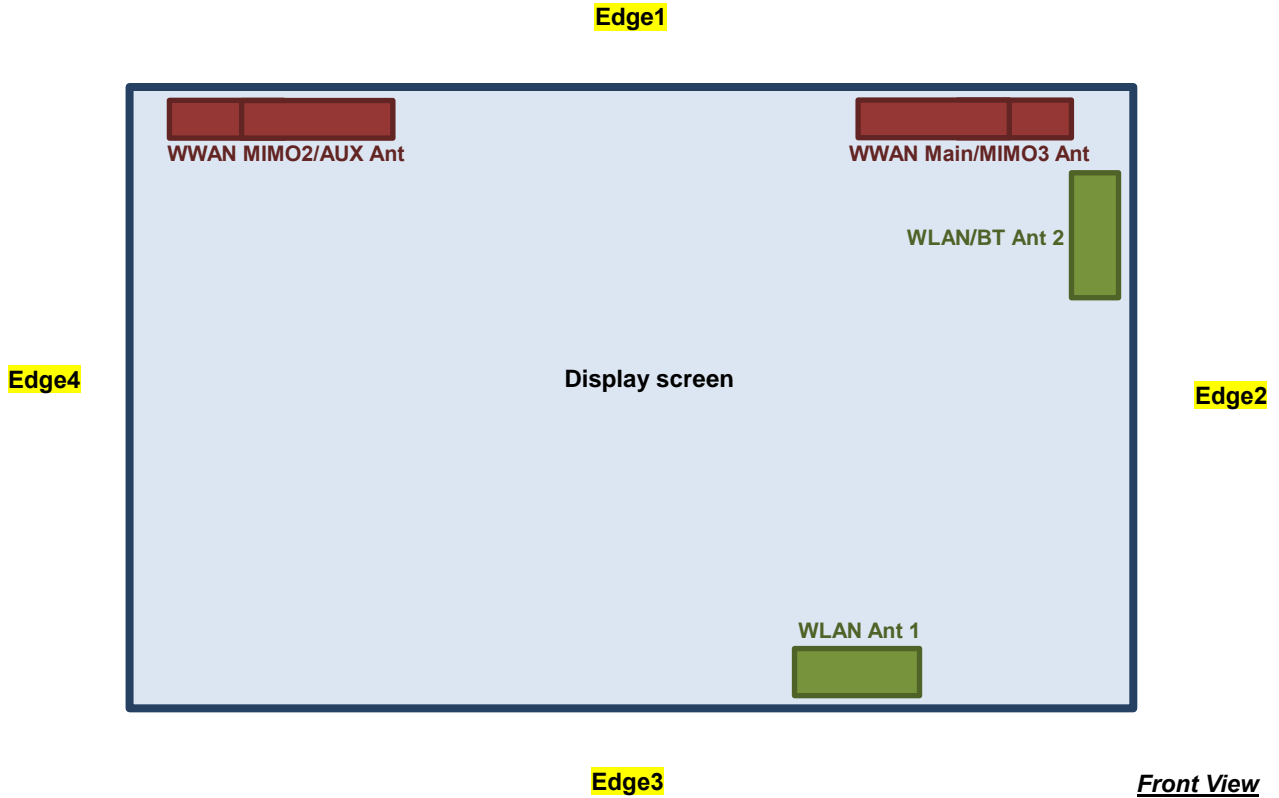 Edge1
WWAN MIMO2/AUX Ant
WWAN Main/MIMO3 Ant
WLAN/BT Ant 2
Edge4
Display screen
Edge2
WLAN Ant 1
Edge3
Front View